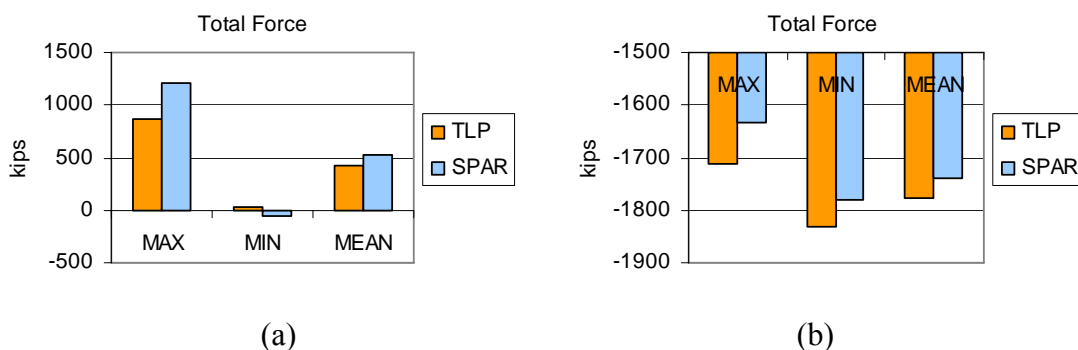 Total Force
1500
1000
500
0
-500
kips
MAX MIN MEAN
TLP
SPAR
(a)
Total Force
-1500
-1600
-1700
-1800
-1900
kips
MAX MIN MEAN
TLP
SPAR
(b)